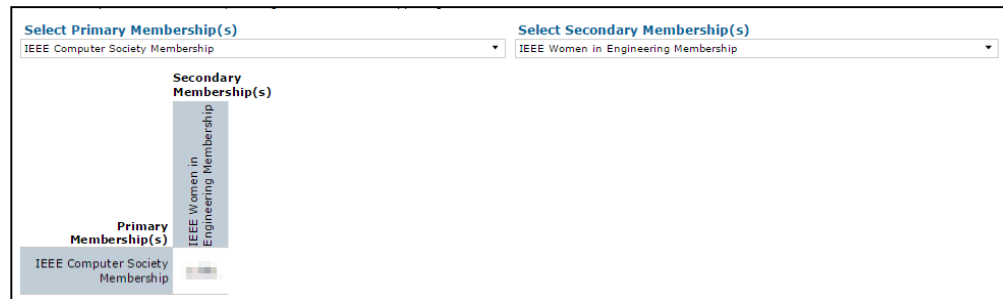 Select Primary Membership(s)
IEEE Computer Society Membership
Select Secondary Membership(s)
IEEE Women in Engineering Membership
Secondary
Membership(s)
IEEE Women in
Engineering Membership
Primary
Membership(s)
IEEE Computer Society
Membership